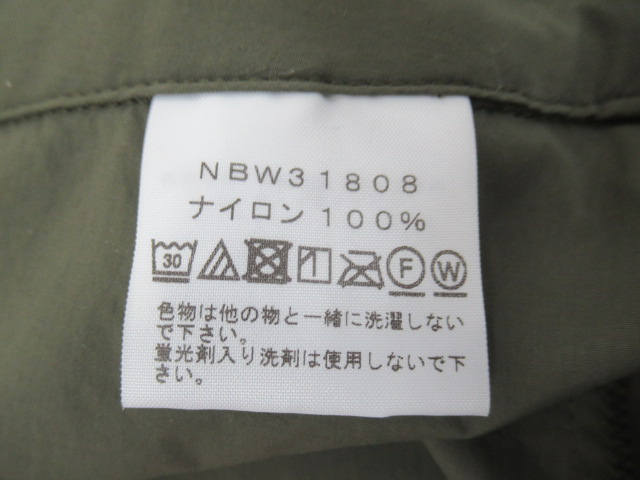 NBW31808
ナイロン100%
30 F W
色物は他の物と一緒に洗濯しない
で下さい。
蛍光剤入り洗剤は使用しないで下
さい。